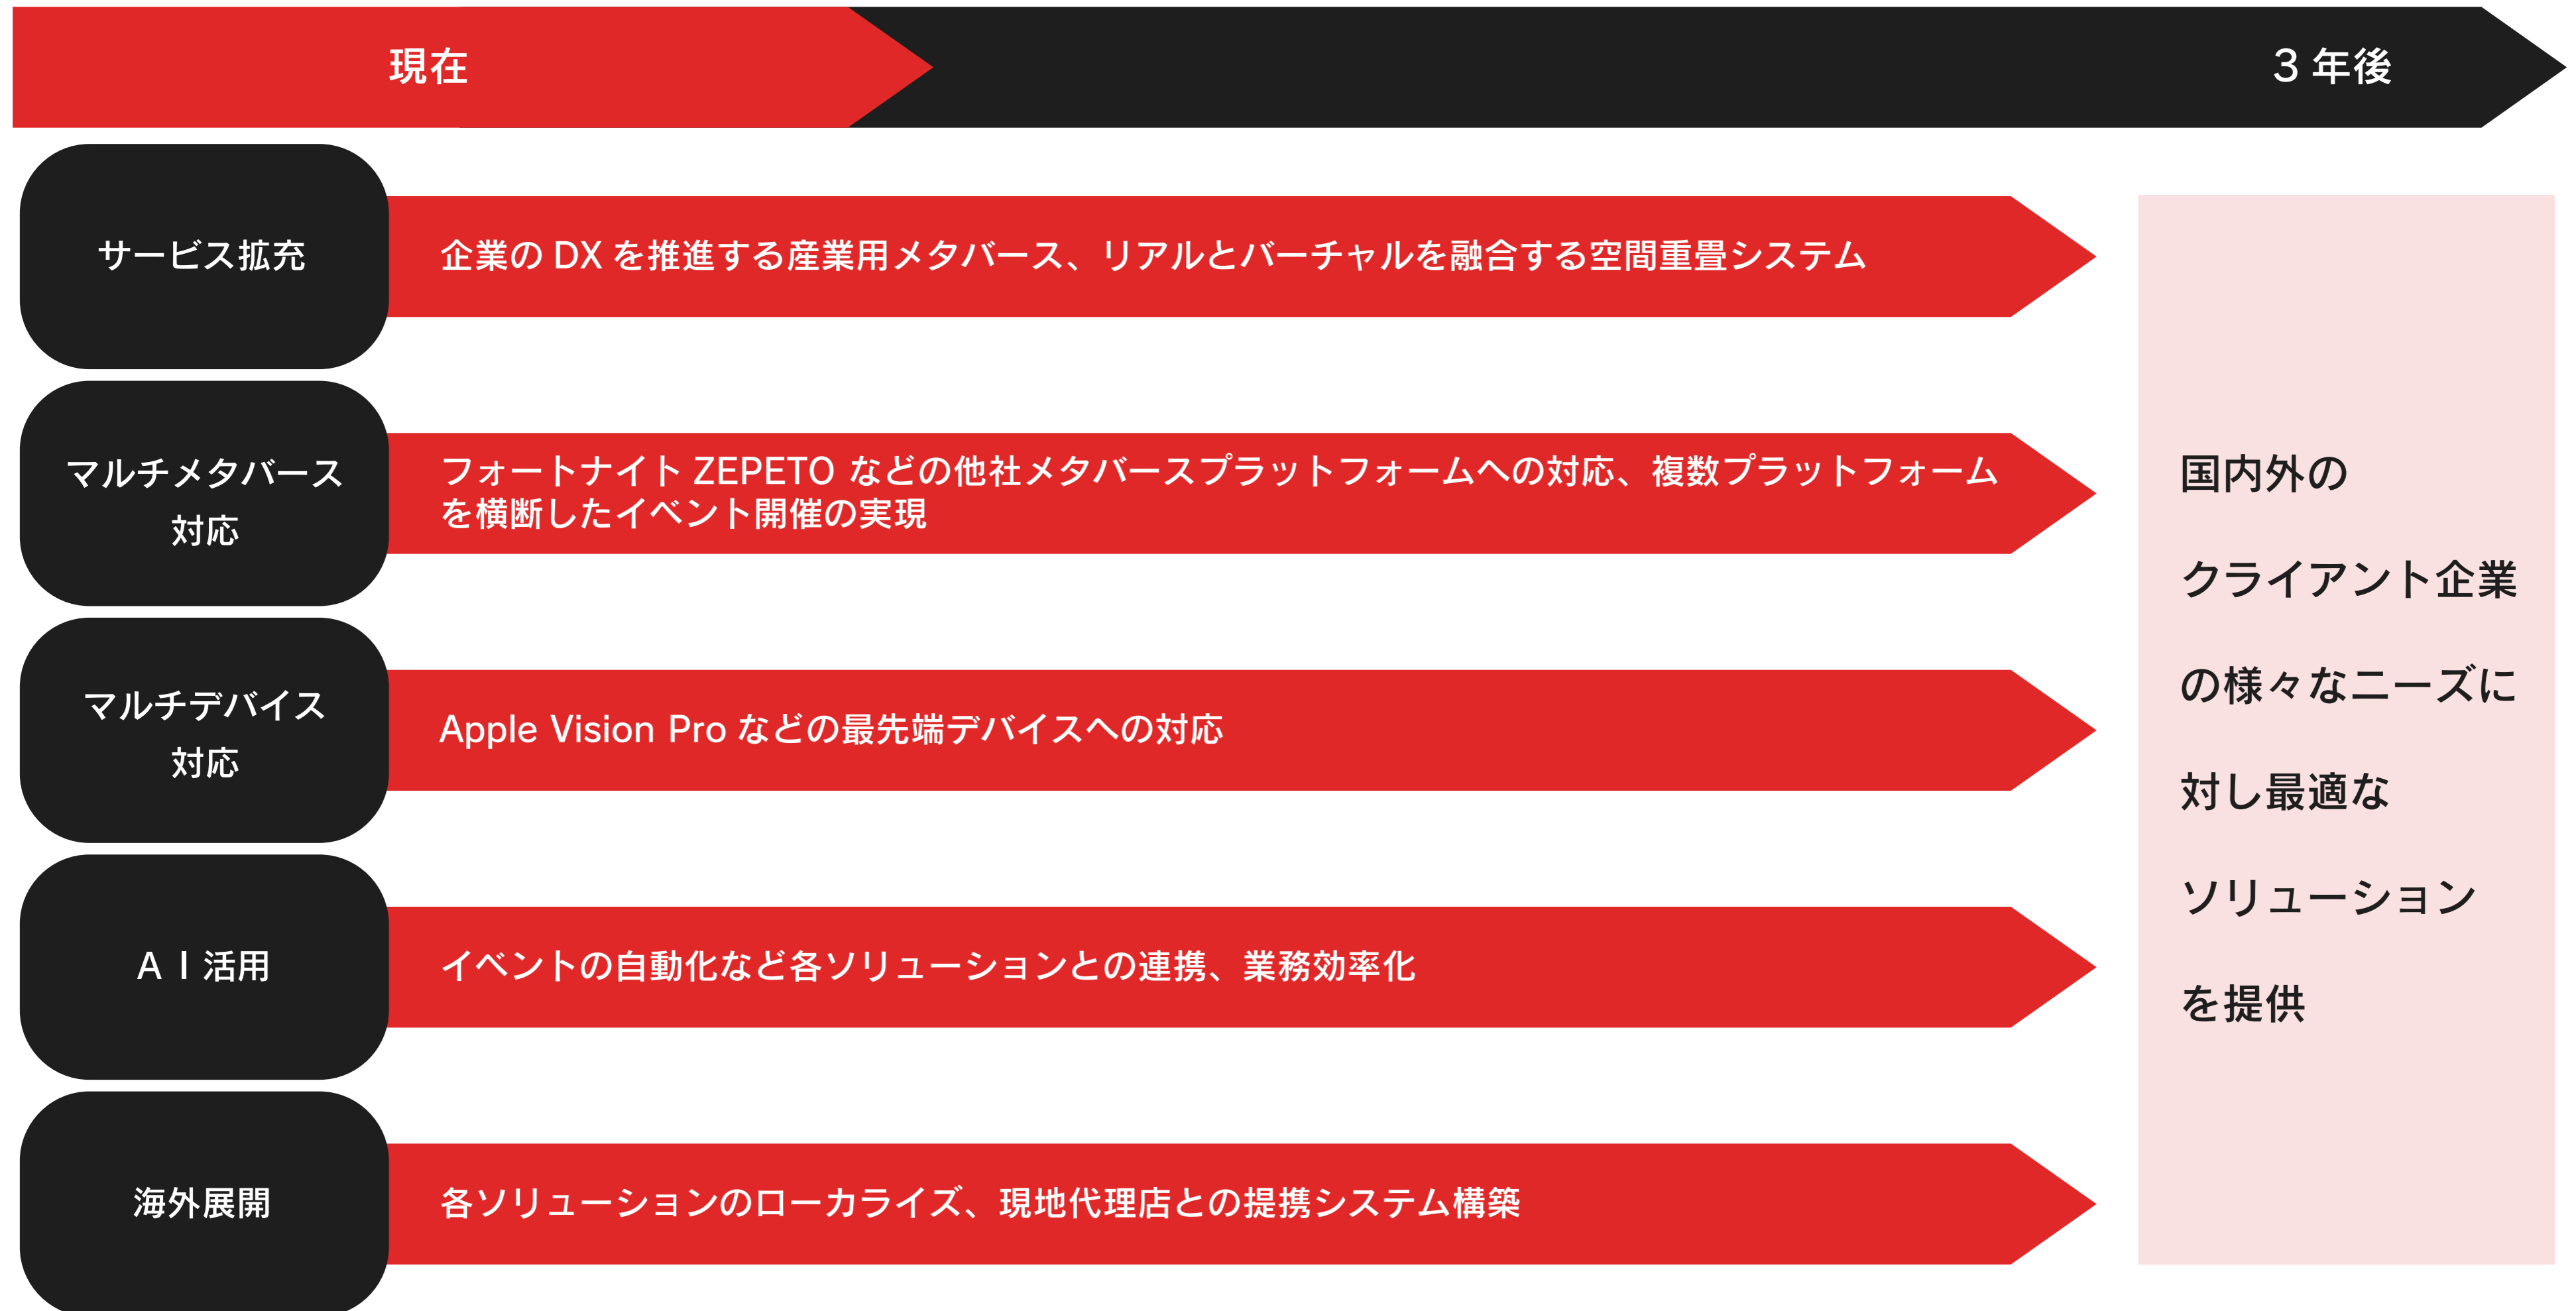 現在
3年後
サービス拡充
企業の DX を推進する産業用メタバース、リアルとバーチャルを融合する空間重畳システム
マルチメタバース
対応
フォートナイト ZEPETO などの他社メタバースプラットフォームへの対応、複数プラットフォーム
を横断したイベント開催の実現
マルチデバイス
対応
Apple Vision Pro などの最先端デバイスへの対応
ＡＩ活用
イベントの自動化など各ソリューションとの連携、業務効率化
海外展開
各ソリューションのローカライズ、現地代理店との提携システム構築
国内外の
クライアント企業
の様々なニーズに
対し最適な
ソリューション
を提供